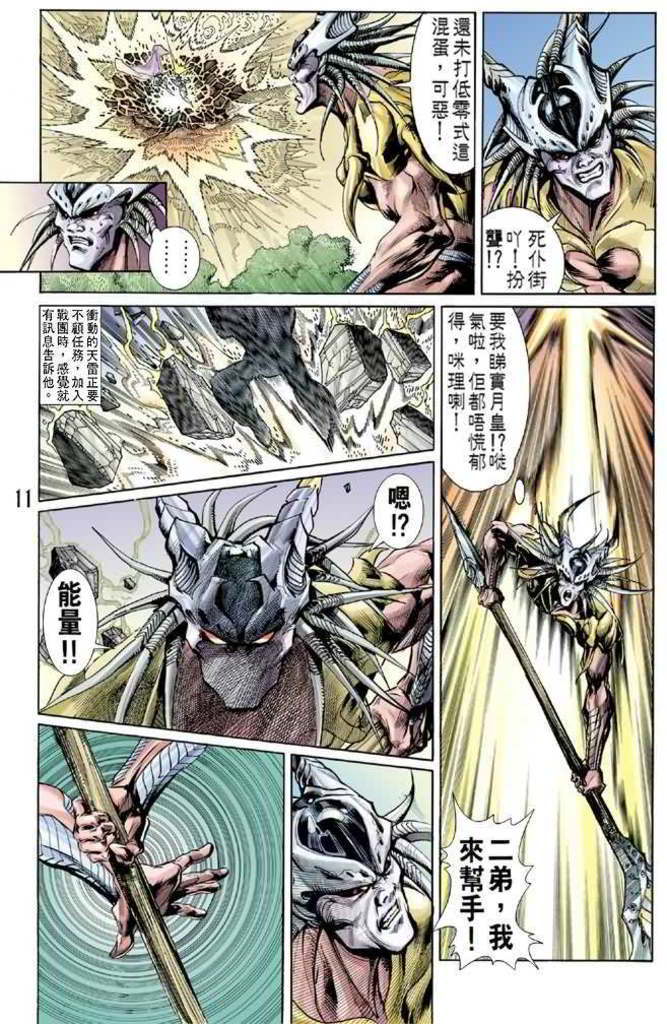 還未打低零式這
混蛋，可惡！
死仆街
吖！扮
聾!?
……
要我睇實月皇!?嘥
氣啦，佢都唔慌郁
得，咪理喇！
衝動的天雷正要
不顧任務，加入
戰團時，感覺就
有訊息告訴他。
嗯!?
能量!!
二弟，我
來幫手！
11